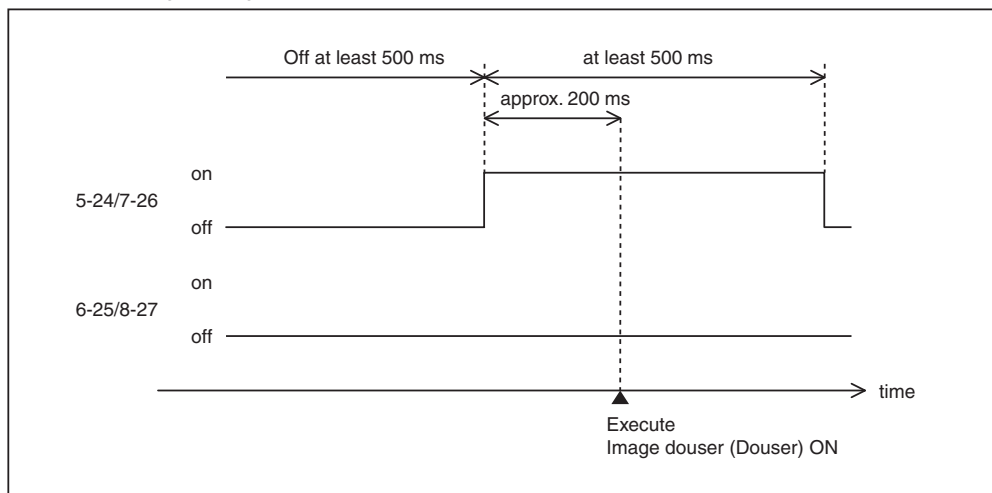 Off at least 500 ms
at least 500 ms
approx. 200 ms
on
5-24/7-26
off
on
6-25/8-27
off
time
Execute
Image douser (Douser) ON